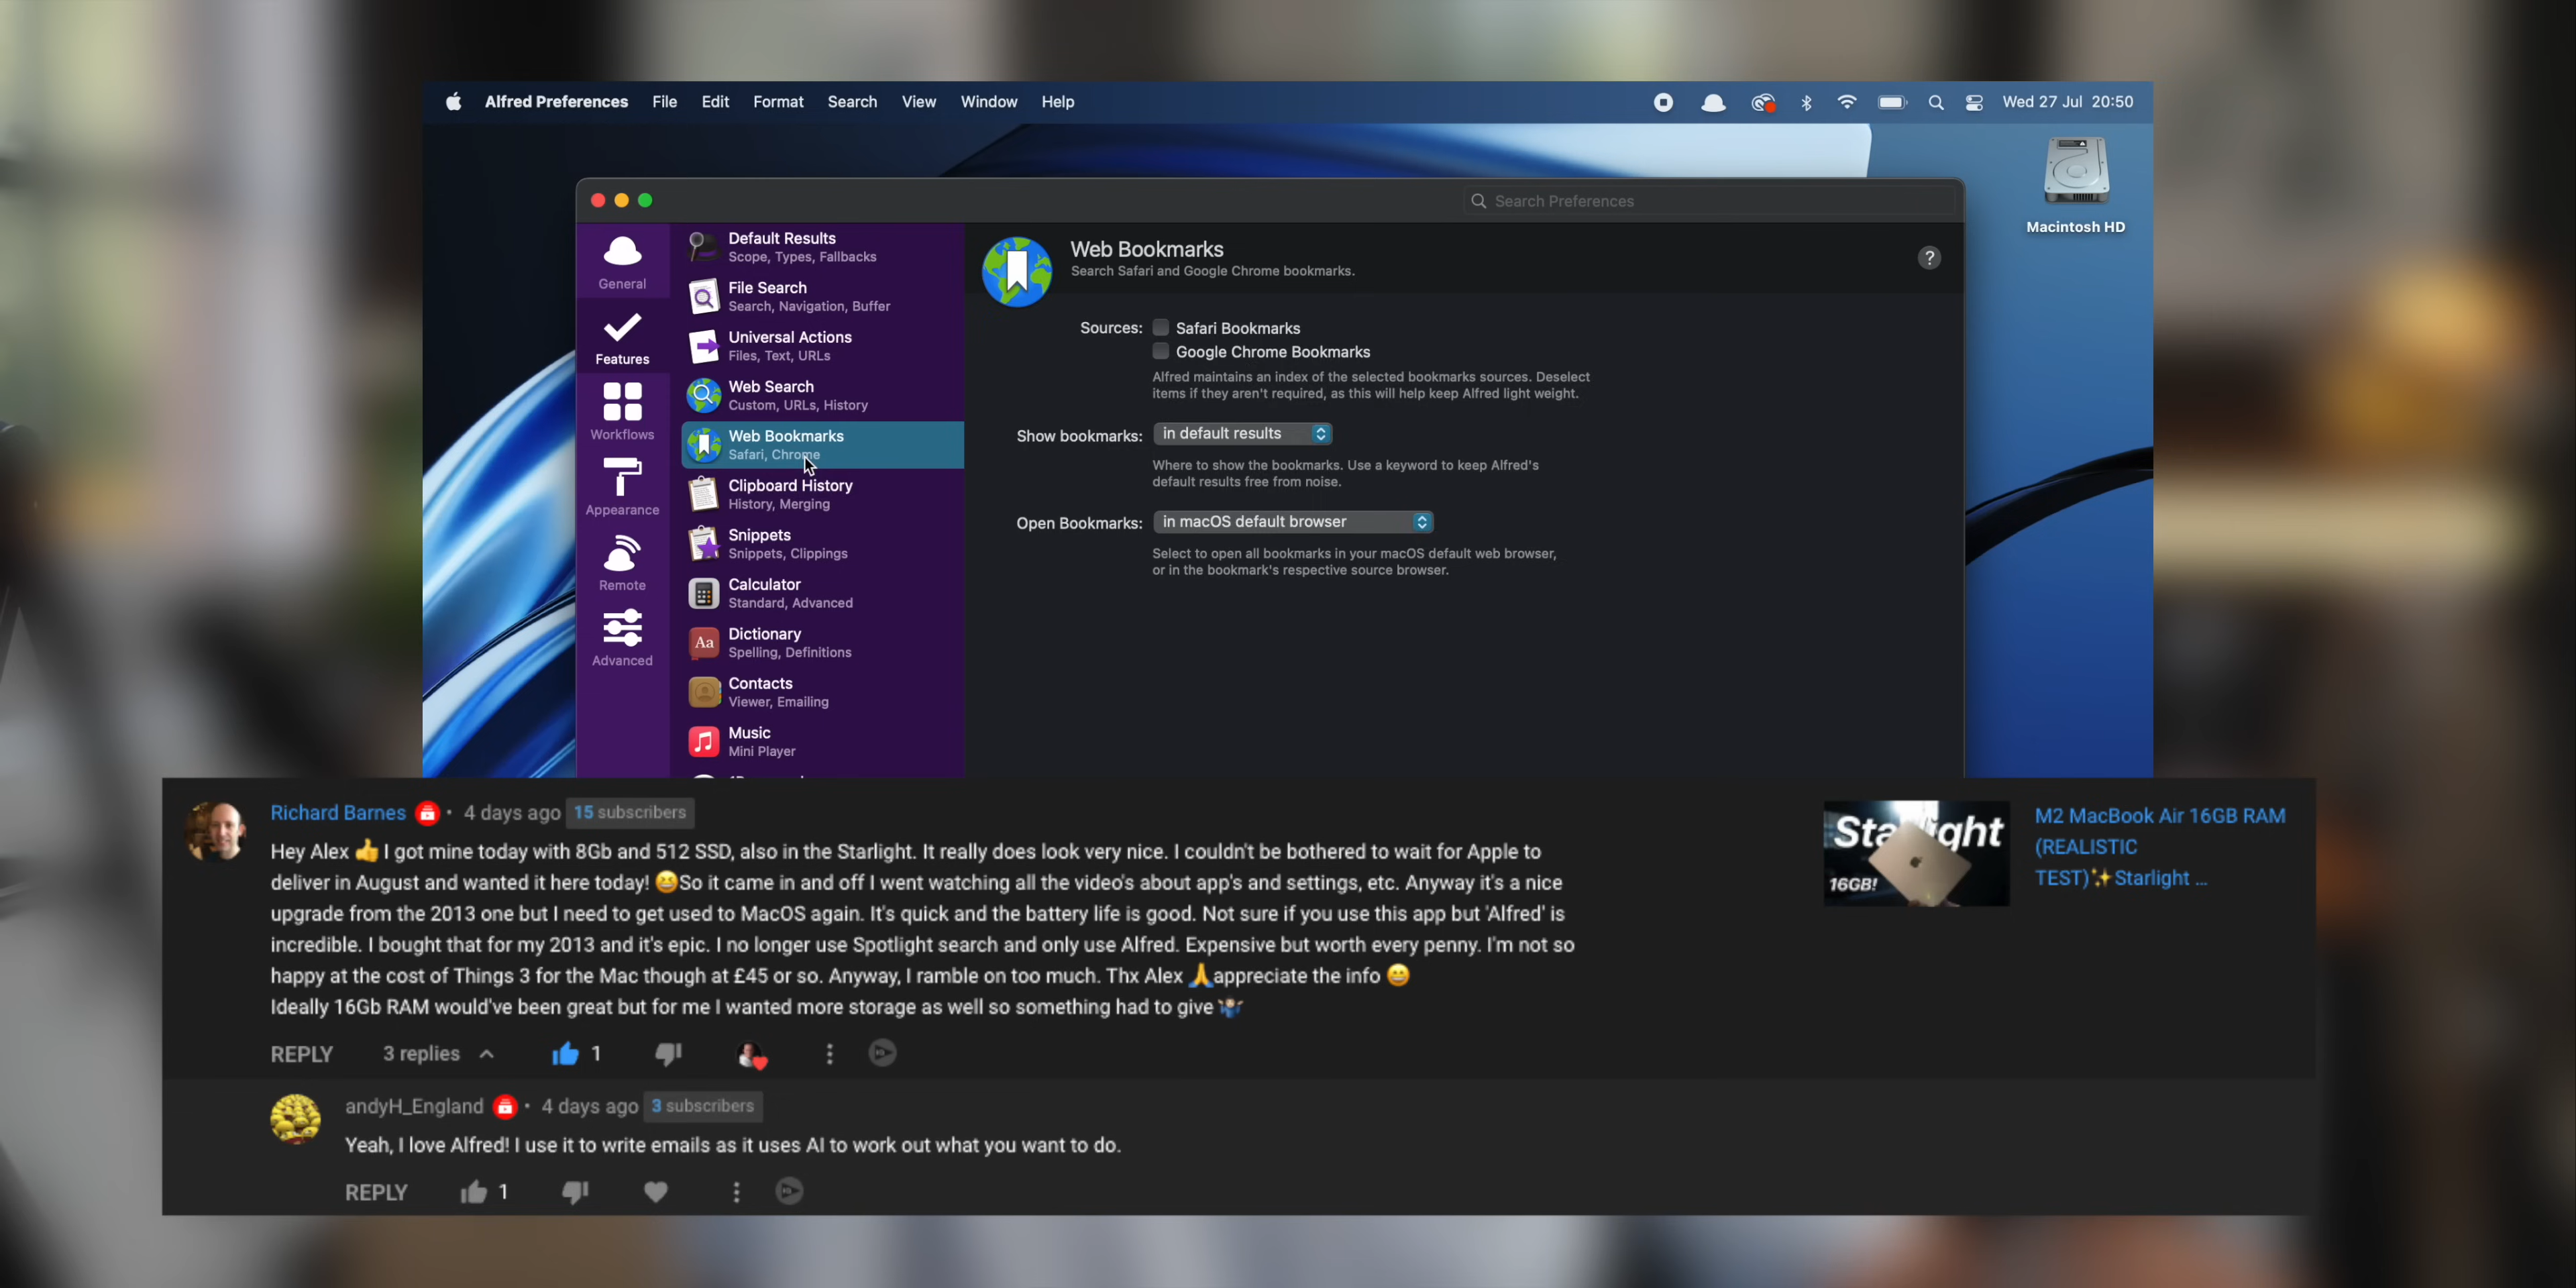 Alfred Preferences File Edit Format Search View Window Help Wed 27 Jul 20:50
Macintosh HD
Search Preferences
General
Features
Workflows
Appearance
Remote
Advanced
Default Results
Scope, Types, Fallbacks
File Search
Search, Navigation, Buffer
Universal Actions
Files, Text, URLs
Web Search
Custom, URLs, History
Web Bookmarks
Safari, Chrome
Clipboard History
History, Merging
Snippets
Snippets, Clippings
Calculator
Standard, Advanced
Aa
Dictionary
Spelling, Definitions
Contacts
Viewer, Emailing
Music
Mini Player
Web Bookmarks
Search Safari and Google Chrome bookmarks.
?
Sources: Safari Bookmarks
Google Chrome Bookmarks
Alfred maintains an index of the selected bookmarks sources. Deselect
items if they aren't required, as this will help keep Alfred light weight.
Show bookmarks: in default results
Where to show the bookmarks. Use a keyword to keep Alfred's
default results free from noise.
Open Bookmarks: in macOS default browser
Select to open all bookmarks in your macOS default web browser,
or in the bookmark's respective source browser.
Richard Barnes • 4 days ago 15 subscribers
Hey Alex 👍 I got mine today with 8Gb and 512 SSD, also in the Starlight. It really does look very nice. I couldn't be bothered to wait for Apple to
deliver in August and wanted it here today! 😆So it came in and off I went watching all the video's about app's and settings, etc. Anyway it's a nice
upgrade from the 2013 one but I need to get used to MacOS again. It's quick and the battery life is good. Not sure if you use this app but 'Alfred' is
incredible. I bought that for my 2013 and it's epic. I no longer use Spotlight search and only use Alfred. Expensive but worth every penny. I'm not so
happy at the cost of Things 3 for the Mac though at £45 or so. Anyway, I ramble on too much. Thx Alex 🙏appreciate the info 😄
Ideally 16Gb RAM would've been great but for me I wanted more storage as well so something had to give 🤷‍♂️
REPLY 3 replies 1
16GB!
M2 MacBook Air 16GB RAM
(REALISTIC
TEST)✨Starlight ...
andyH_England • 4 days ago 3 subscribers
Yeah, I love Alfred! I use it to write emails as it uses AI to work out what you want to do.
REPLY 1